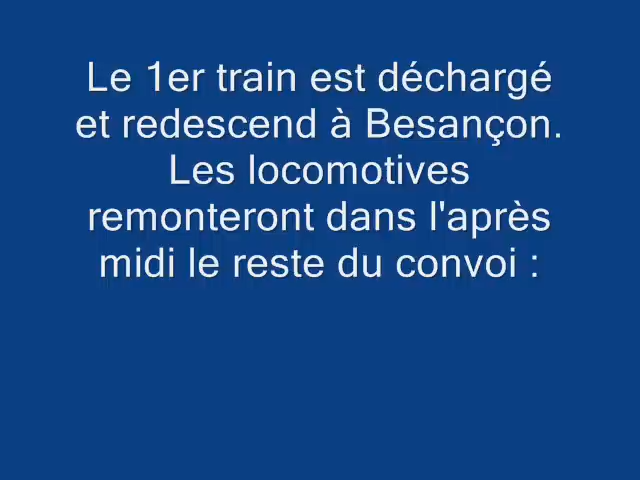 Le 1er train est déchargé
et redescend à Besançon.
Les locomotives
remonteront dans l'après
midi le reste du convoi :